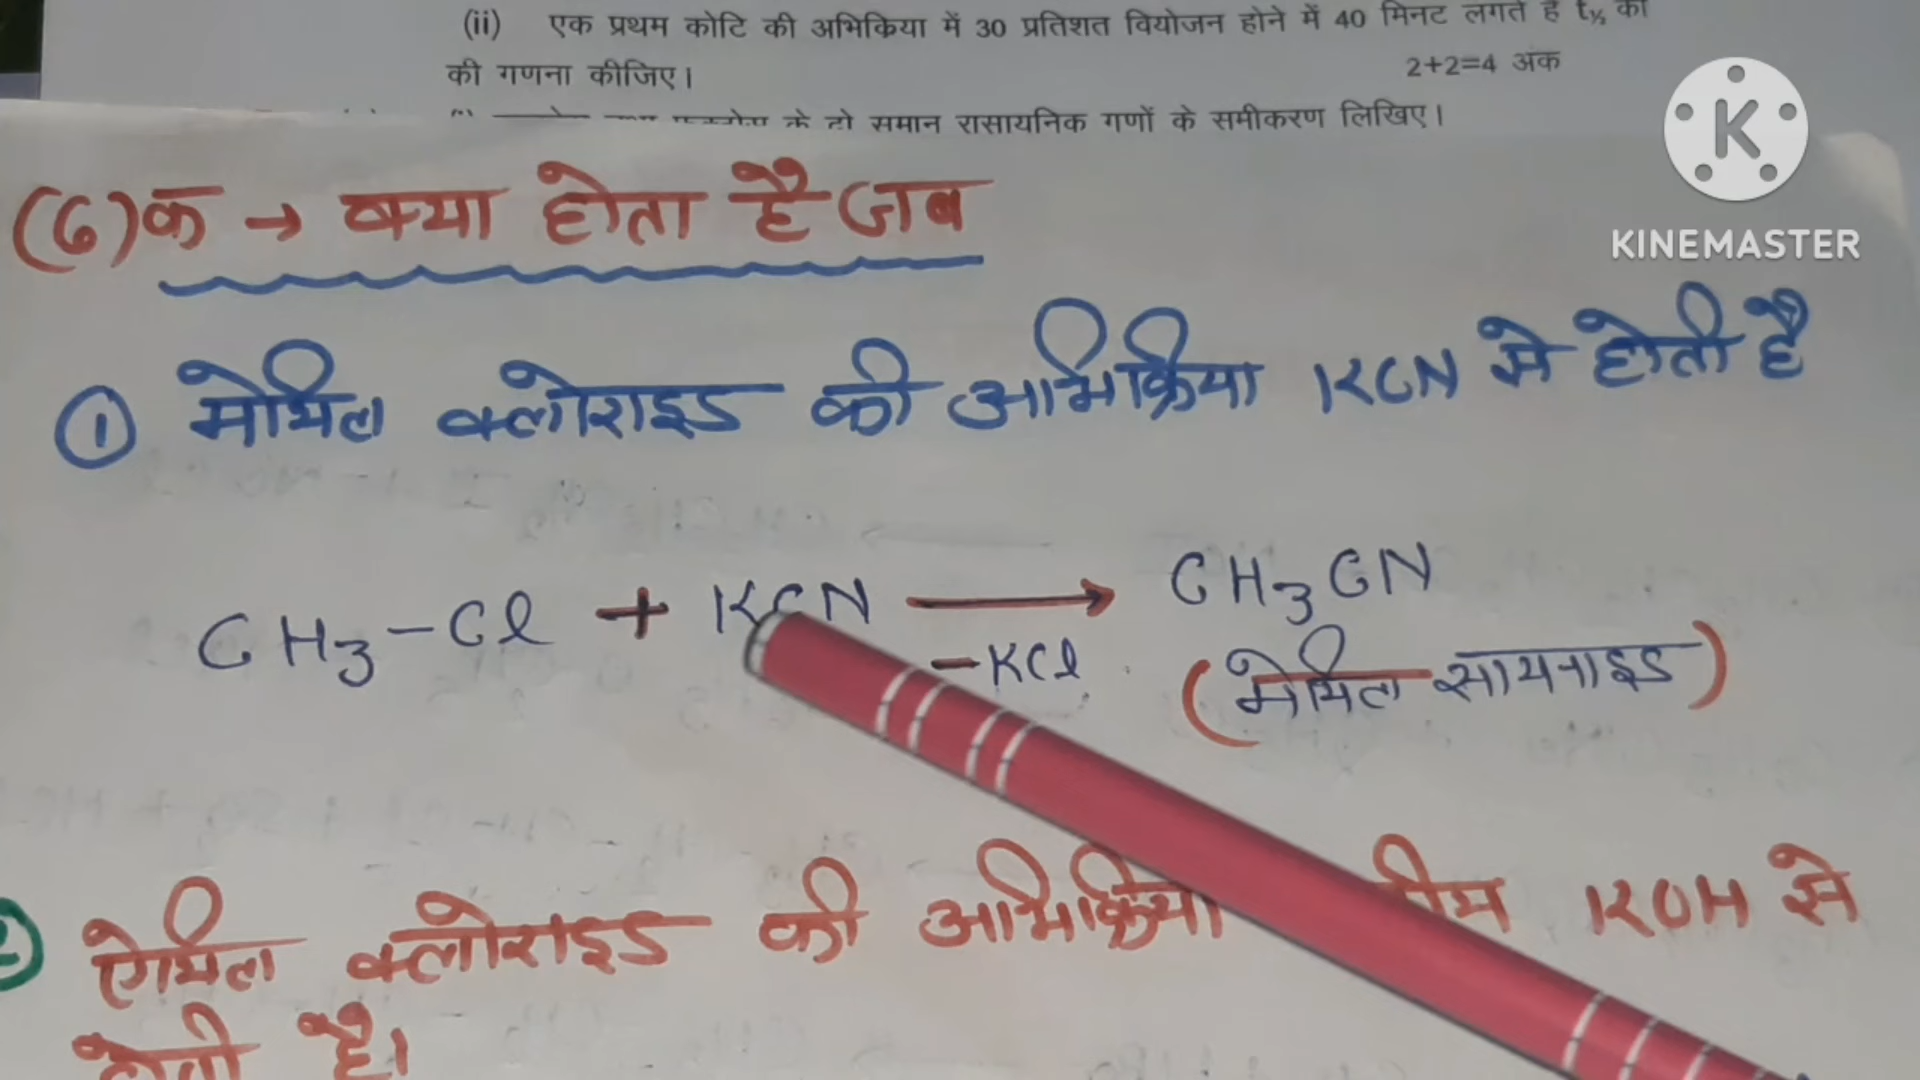 (ii) एक प्रथम कोटि की अभिक्रिया में 30 प्रतिशत वियोजन होने में 40 मिनट लगते है t½ की
की गणना कीजिए।
2+2=4 अंक
के दो समान रासायनिक गणों के समीकरण लिखिए।
K
KINEMASTER
(6) क → क्या होता है जब
① मेथिल क्लोराइड की अभिक्रिया KCN से होती है
CH3-Cl + KCN → CH3CN
-KCl
(मेथिल सायनाइड)
2 ऐथिल क्लोराइड की अभिक्रिया KOH से
होती है।